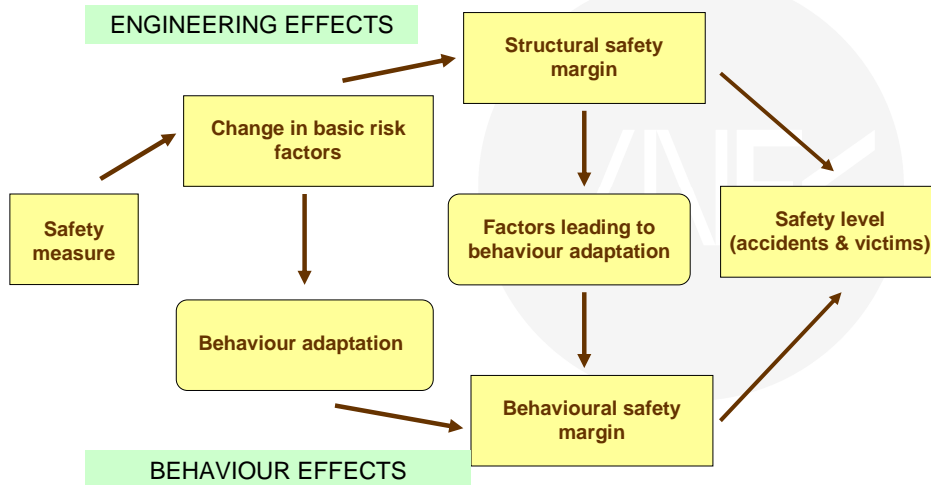 ENGINEERING EFFECTS
Structural safety
margin
Change in basic risk
factors
Safety
measure
Factors leading to
behaviour adaptation
Safety level
(accidents & victims)
Behaviour adaptation
Behavioural safety
margin
BEHAVIOUR EFFECTS